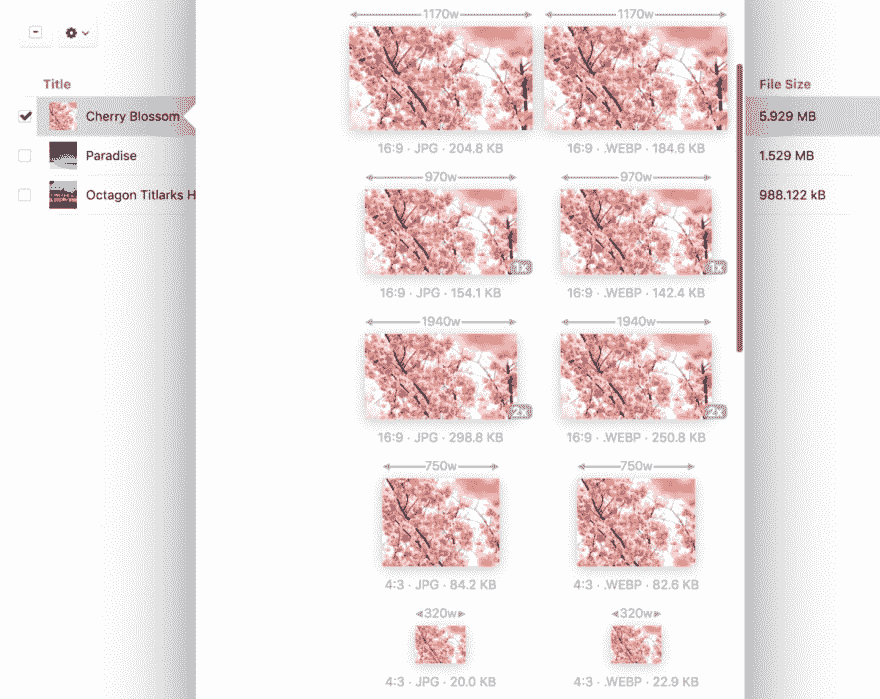 Title
File Size
Cherry Blossom
5.929 MB
Paradise
1.529 MB
Octagon Titlarks H
988.122 kB
1170w 1170w
16:9 · JPG · 204.8 KB 16:9 · .WEBP · 184.6 KB
970w 970w
1x 1x
16:9 · JPG · 154.1 KB 16:9 · .WEBP · 142.4 KB
1940w 1940w
2x 2x
16:9 · JPG · 298.8 KB 16:9 · .WEBP · 250.8 KB
750w 750w
4:3 · JPG · 84.2 KB 4:3 · .WEBP · 82.6 KB
320w 320w
4:3 · JPG · 20.0 KB 4:3 · .WEBP · 22.9 KB